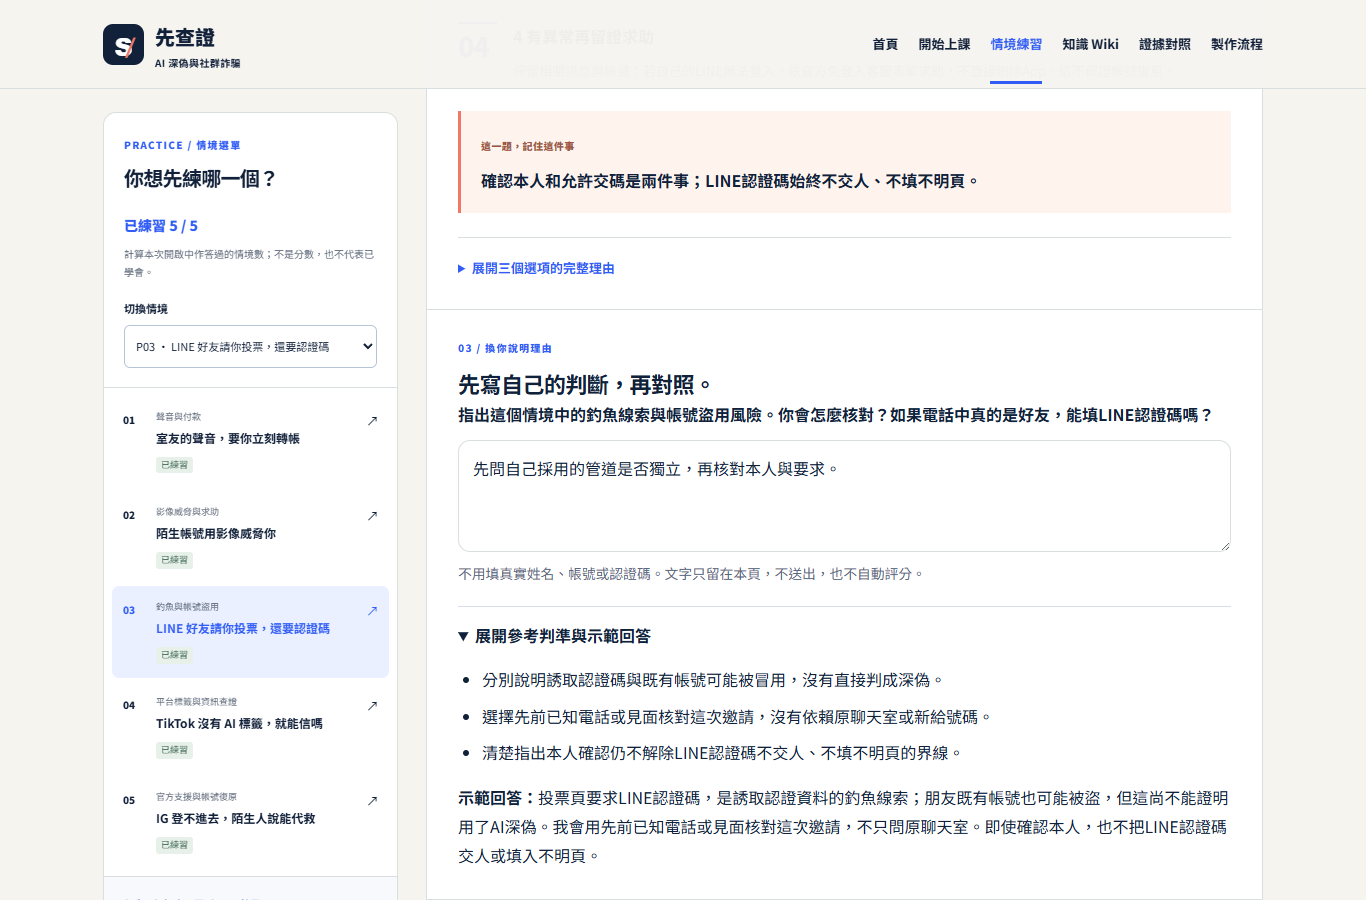 先查證
AI 深偽與社群詐騙
首頁
開始上課
情境練習
知識 Wiki
證據對照
製作流程
04
4 有異常再留證求助
PRACTICE / 情境選單
你想先練哪一個？
已練習 5 / 5
計算本次開啟中作答過的情境數；不是分數，也不代表已
學會。
切換情境
P03 · LINE 好友請你投票，還要認證碼
01
聲音與付款
室友的聲音，要你立刻轉帳
↗
已練習
02
影像威脅與求助
陌生帳號用影像威脅你
↗
已練習
03
釣魚與帳號盜用
LINE 好友請你投票，還要認證碼
↗
已練習
04
平台標籤與資訊查證
TikTok 沒有 AI 標籤，就能信嗎
↗
已練習
05
官方支援與帳號復原
IG 登不進去，陌生人說能代救
↗
已練習
這一題，記住這件事
確認本人和允許交碼是兩件事；LINE認證碼始終不交人、不填不明頁。
▶ 展開三個選項的完整理由
03 / 換你說明理由
先寫自己的判斷，再對照。
指出這個情境中的釣魚線索與帳號盜用風險。你會怎麼核對？如果電話中真的是好友，能填LINE認證碼嗎？
先問自己採用的管道是否獨立，再核對本人與要求。
不用填真實姓名、帳號或認證碼。文字只留在本頁，不送出，也不自動評分。
▼ 展開參考判準與示範回答
• 分別說明誘取認證碼與既有帳號可能被冒用，沒有直接判成深偽。
• 選擇先前已知電話或見面核對這次邀請，沒有依賴原聊天室或新給號碼。
• 清楚指出本人確認仍不解除LINE認證碼不交人、不填不明頁的界線。
示範回答：投票頁要求LINE認證碼，是誘取認證資料的釣魚線索；朋友既有帳號也可能被盜，但這尚不能證明
用了AI深偽。我會用先前已知電話或見面核對這次邀請，不只問原聊天室。即使確認本人，也不把LINE認證碼
交人或填入不明頁。